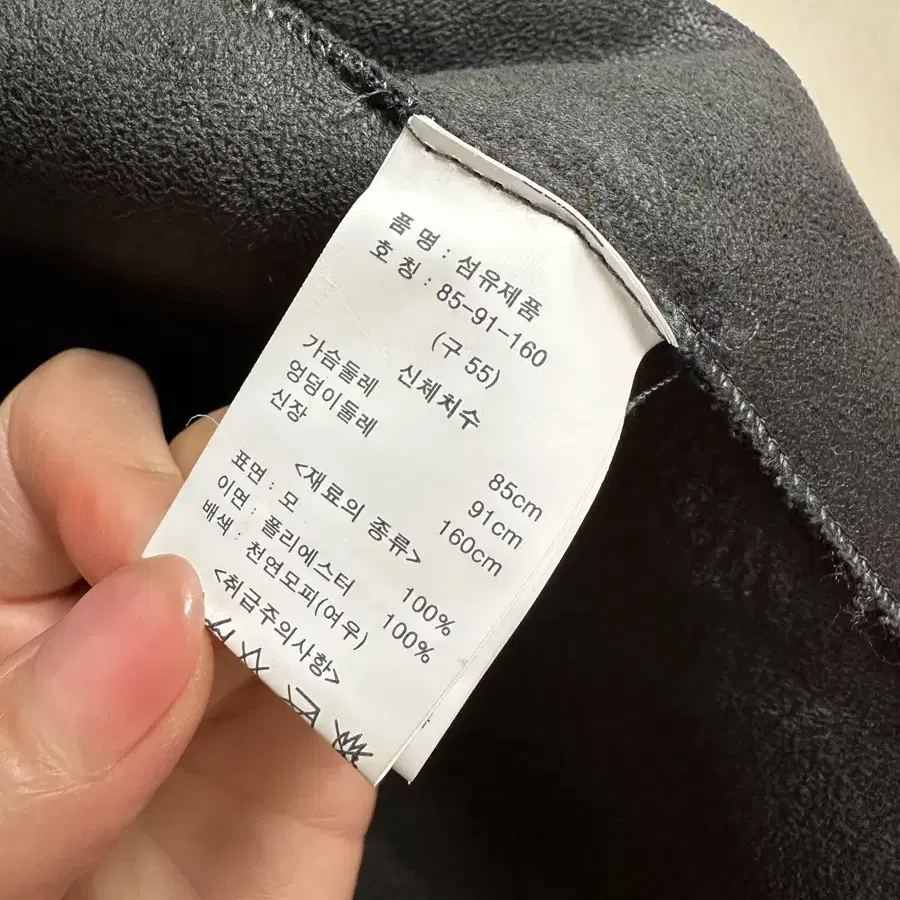 품 명 : 섬유제품
호 칭 : 85-91-160
(구 55)
신체치수
가슴둘레 85cm
엉덩이둘레 91cm
신장 160cm
<재료의 종류>
표면 : 모 100%
이면 : 폴리에스터 100%
배색 : 천연모피(여우)
<취급주의사항>